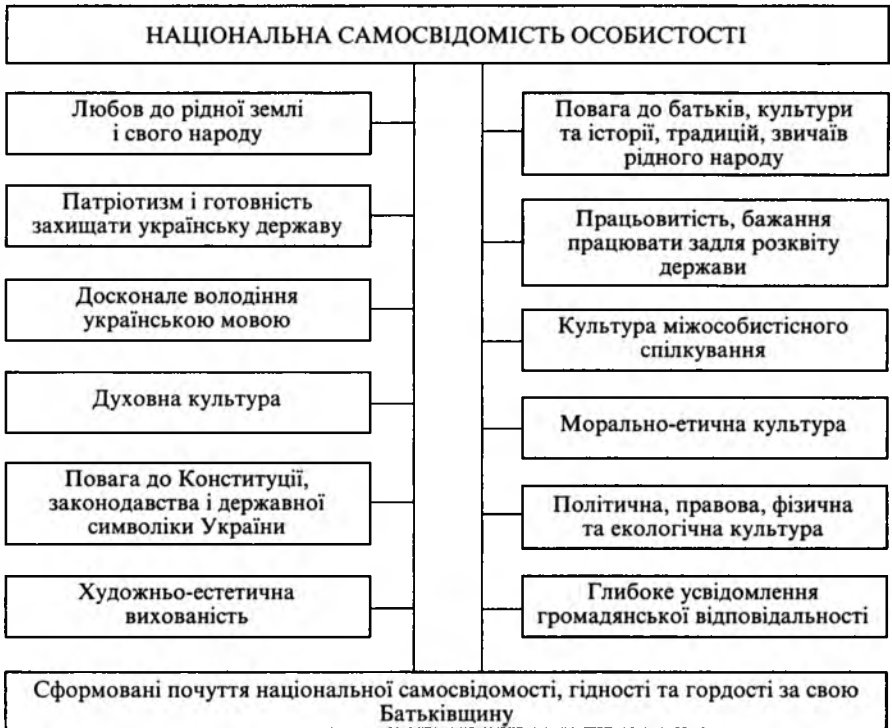 НАЦІОНАЛЬНА САМОСВІДОМІСТЬ ОСОБИСТОСТІ
Любов до рідної землі
і свого народу
Патріотизм і готовність
захищати українську державу
Досконале володіння
українською мовою
Духовна культура
Повага до Конституції,
законодавства і державної
символіки України
Художньо-естетична
вихованість
Повага до батьків, культури
та історії, традицій, звичаїв
рідного народу
Працьовитість, бажання
працювати задля розквіту
держави
Культура міжособистісного
спілкування
Морально-етична культура
Політична, правова, фізична
та екологічна культура
Глибоке усвідомлення
громадянської відповідальності
Сформовані почуття національної самосвідомості, гідності та гордості за свою
Батьківщину